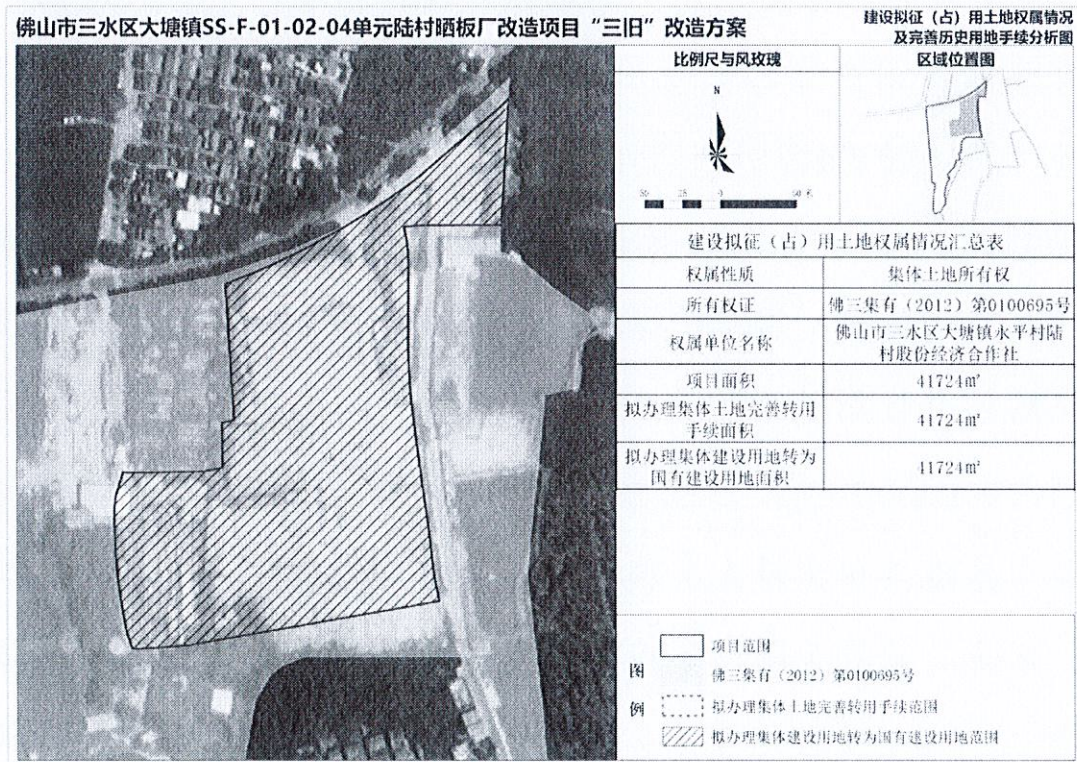 佛山市三水区大塘镇SS-F-01-02-04单元陆村晒板厂改造项目“三旧”改造方案
建设拟征（占）用土地权属情况
及完善历史用地手续分析图
比例尺与风玫瑰
区域位置图
N
50 25 0 50 米
建设拟征（占）用土地权属情况汇总表
权属性质 集体土地所有权
所有权证 佛三集有（2012）第0100695号
权属单位名称 佛山市三水区大塘镇永平村陆
村股份经济合作社
项目面积 41724m²
拟办理集体土地完善转用
手续面积 41724m²
拟办理集体建设用地转为
国有建设用地面积 41724m²
图
例
项目范围
佛三集有（2012）第0100695号
拟办理集体土地完善转用手续范围
拟办理集体建设用地转为国有建设用地范围